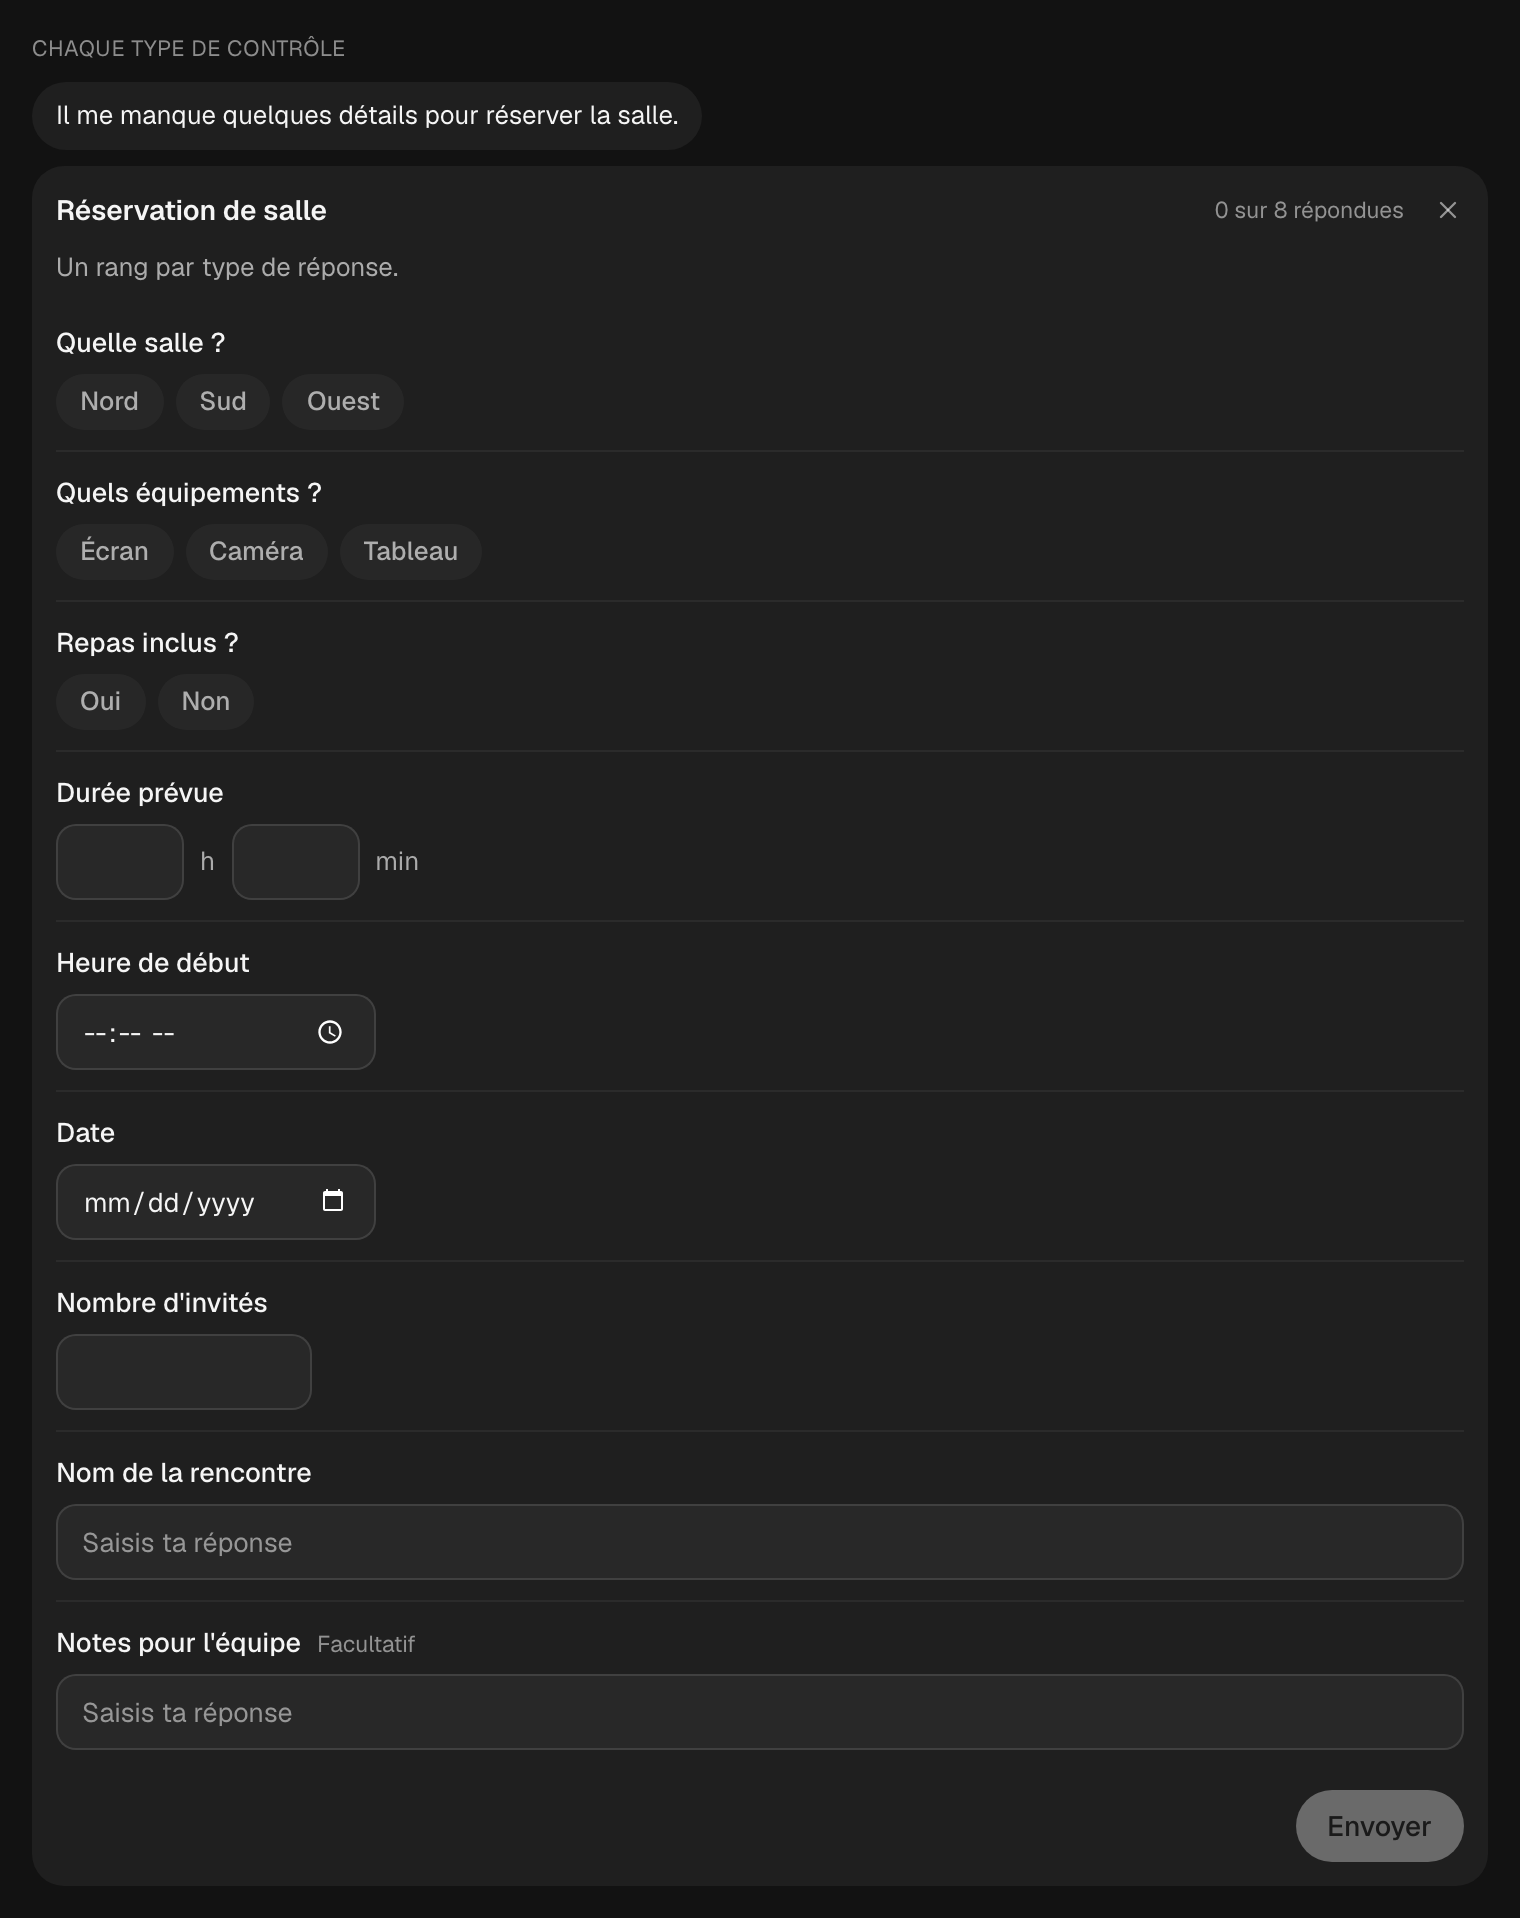 CHAQUE TYPE DE CONTRÔLE
Il me manque quelques détails pour réserver la salle.
Réservation de salle
0 sur 8 répondues
Un rang par type de réponse.
Quelle salle ?
Nord Sud Ouest
Quels équipements ?
Écran Caméra Tableau
Repas inclus ?
Oui Non
Durée prévue
h min
Heure de début
--:-- --
Date
mm/dd/yyyy
Nombre d'invités
Nom de la rencontre
Saisis ta réponse
Notes pour l'équipe Facultatif
Saisis ta réponse
Envoyer